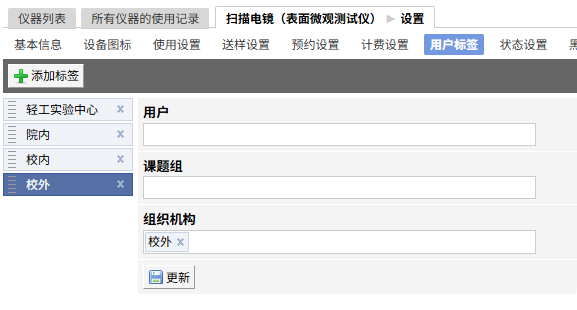 仪器列表 所有仪器的使用记录 扫描电镜（表面微观测试仪） ▶ 设置
基本信息 设备图标 使用设置 送样设置 预约设置 计费设置 用户标签 状态设置
添加标签
轻工实验中心
院内
校内
校外
用户
课题组
组织机构
校外
更新